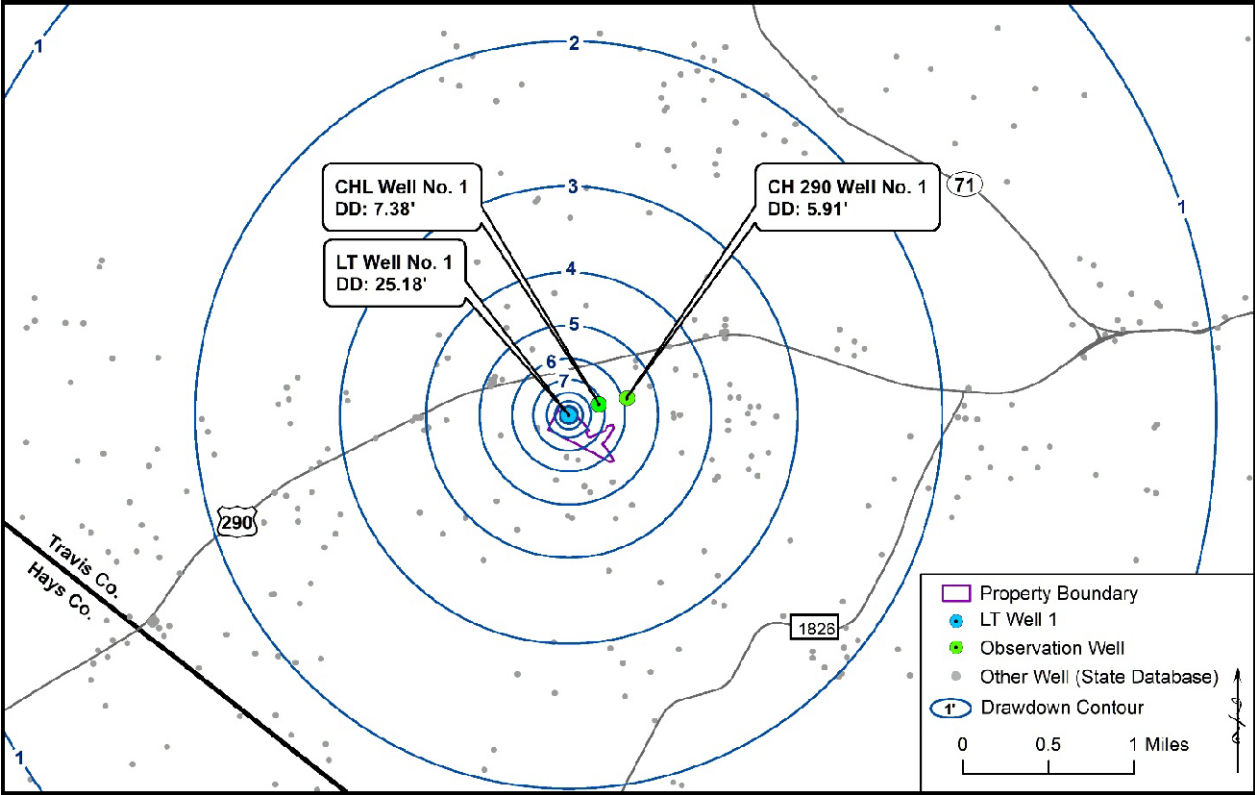 1
2
CHL Well No. 1
DD: 7.38'
3
CH 290 Well No. 1
DD: 5.91'
71
1
LT Well No. 1
DD: 25.18'
4
5
6
7
290
Travis Co.
Hays Co.
1826
1
Property Boundary
LT Well 1
Observation Well
Other Well (State Database)
1' Drawdown Contour
0 0.5 1 Miles